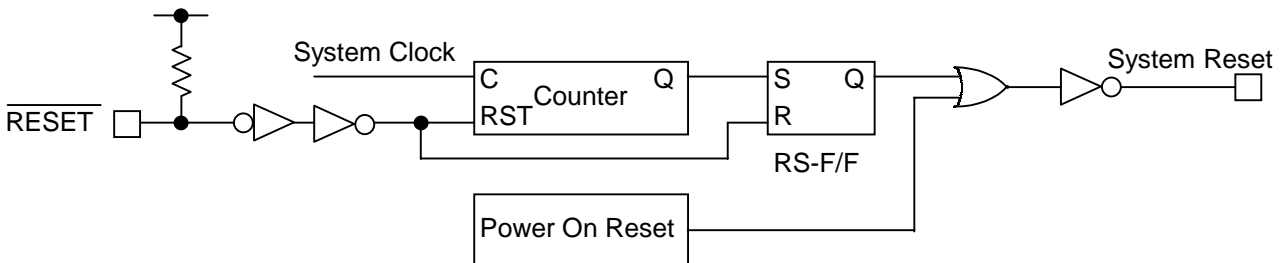 System Clock
System Reset
C
Q
S
Q
Counter
RESET
RST
R
RS-F/F
Power On Reset